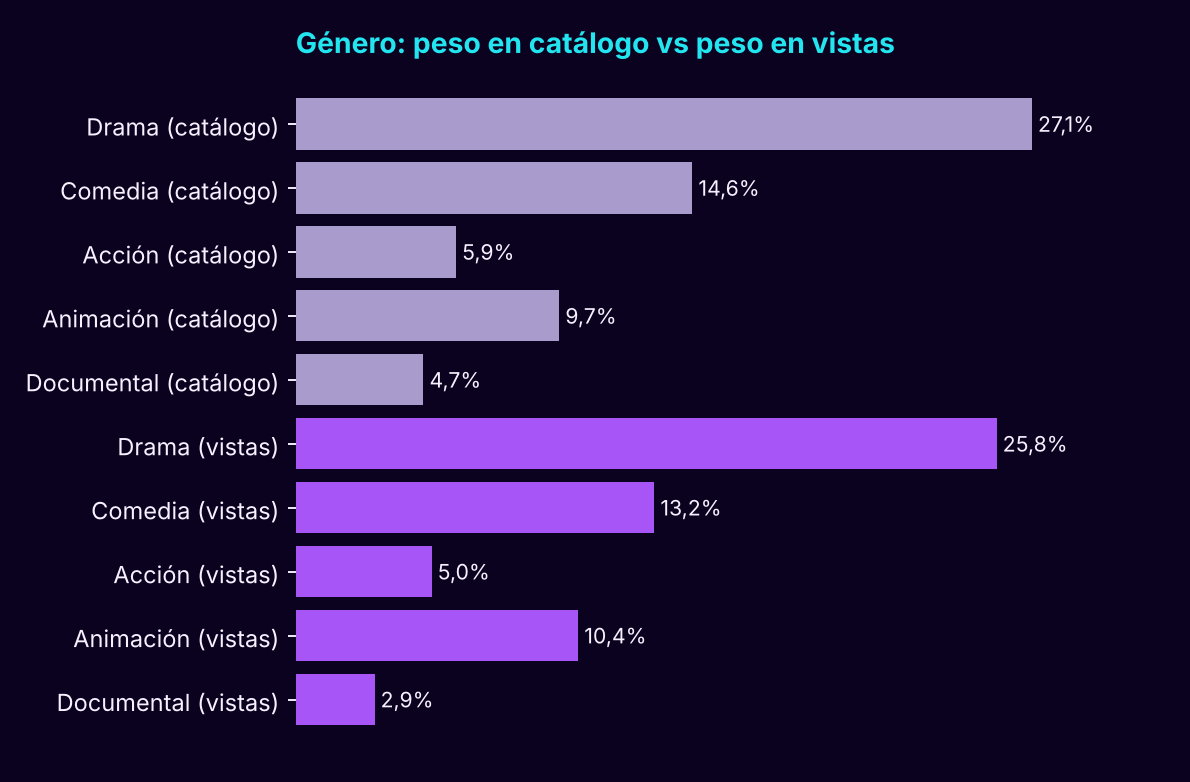 Género: peso en catálogo vs peso en vistas
Drama (catálogo) 27,1%
Comedia (catálogo) 14,6%
Acción (catálogo) 5,9%
Animación (catálogo) 9,7%
Documental (catálogo) 4,7%
Drama (vistas) 25,8%
Comedia (vistas) 13,2%
Acción (vistas) 5,0%
Animación (vistas) 10,4%
Documental (vistas) 2,9%